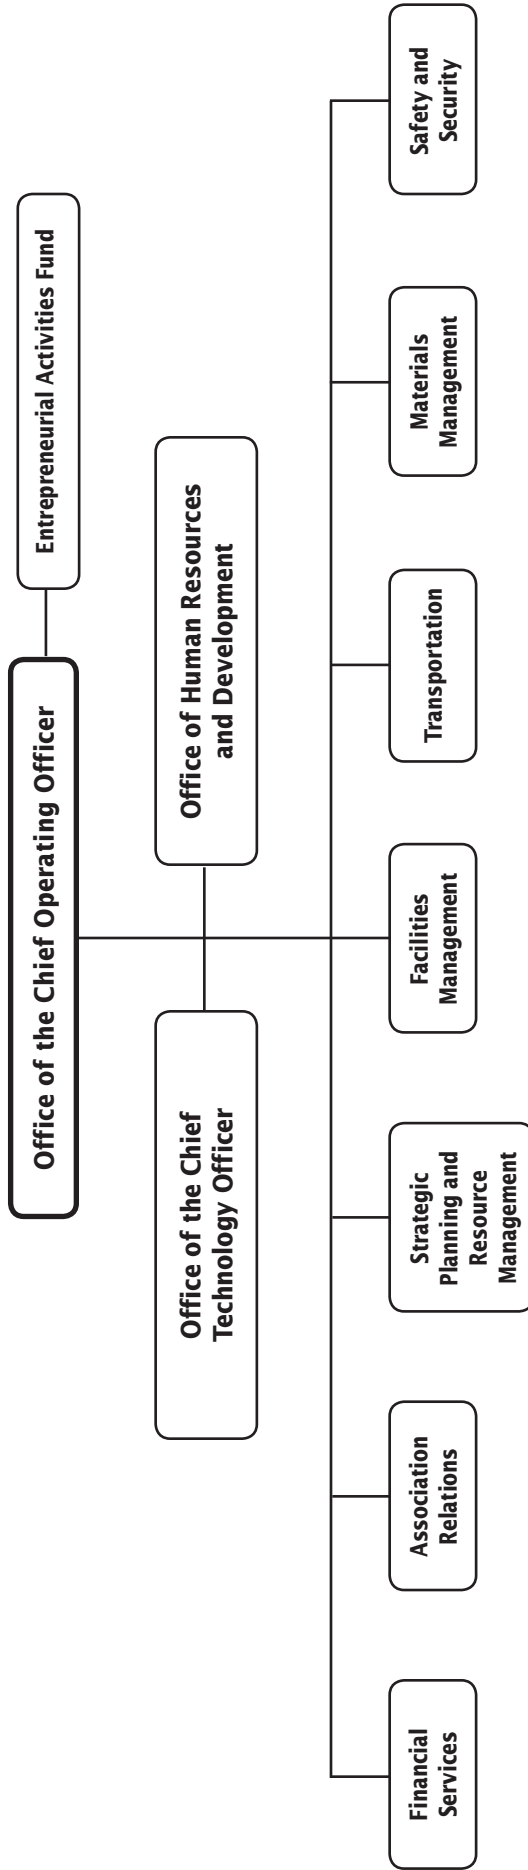 Office of the Chief Operating Officer
Entrepreneurial Activities Fund
Office of the Chief
Technology Officer
Office of Human Resources
and Development
Financial
Services
Association
Relations
Strategic
Planning and
Resource
Management
Facilities
Management
Transportation
Materials
Management
Safety and
Security